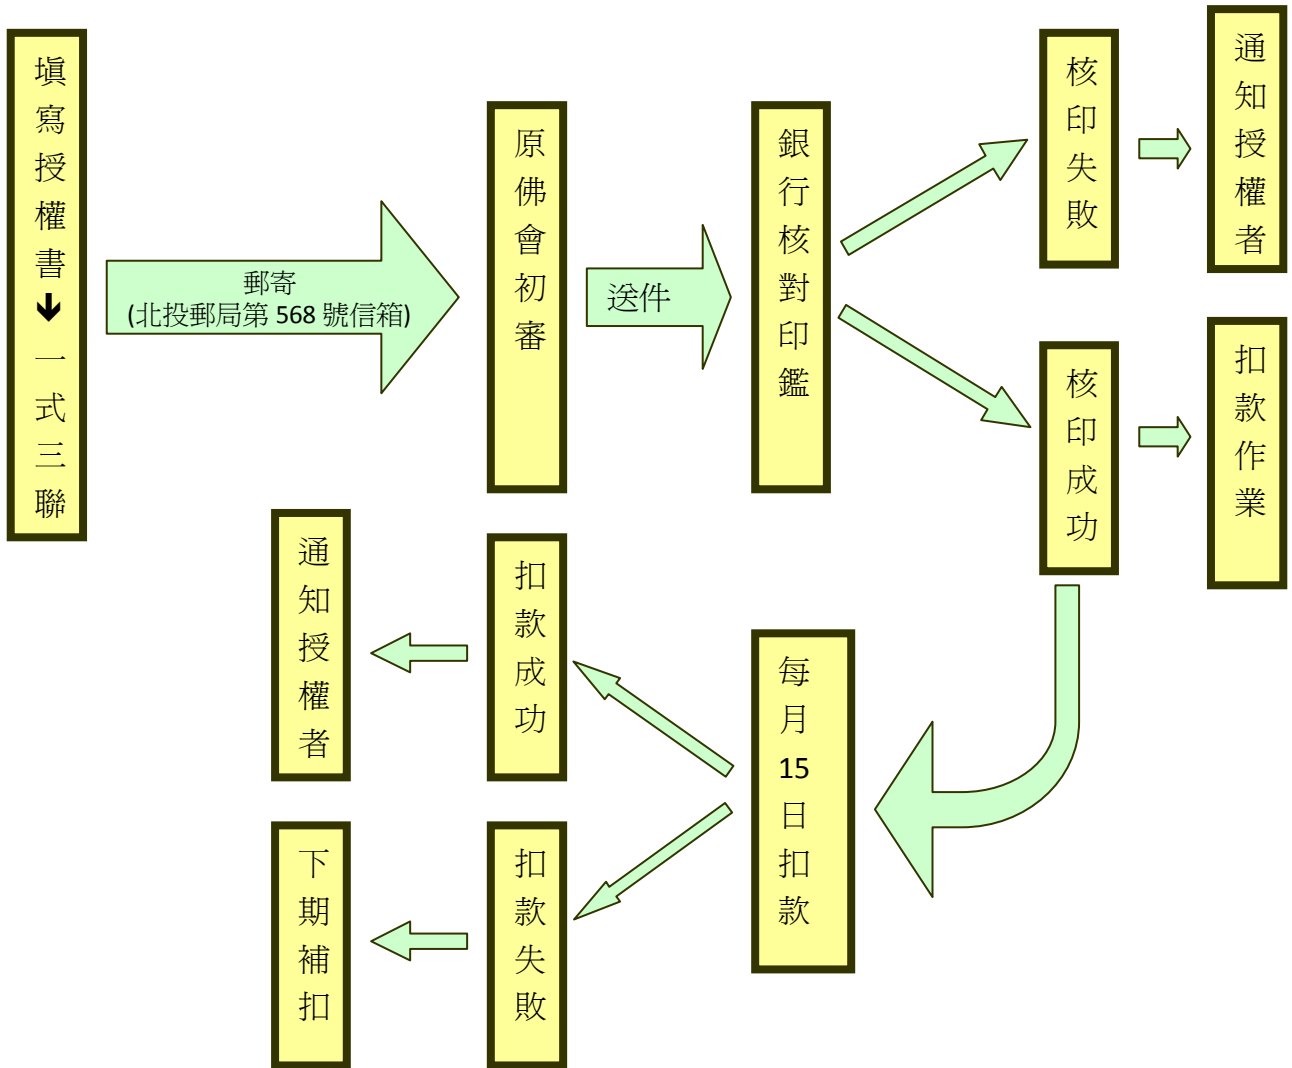 填寫授權書🡻一式三聯
郵寄
(北投郵局第 568 號信箱)
原佛會初審
送件
銀行核對印鑑
核印失敗
通知授權者
核印成功
扣款作業
每月15日扣款
扣款成功
通知授權者
扣款失敗
下期補扣